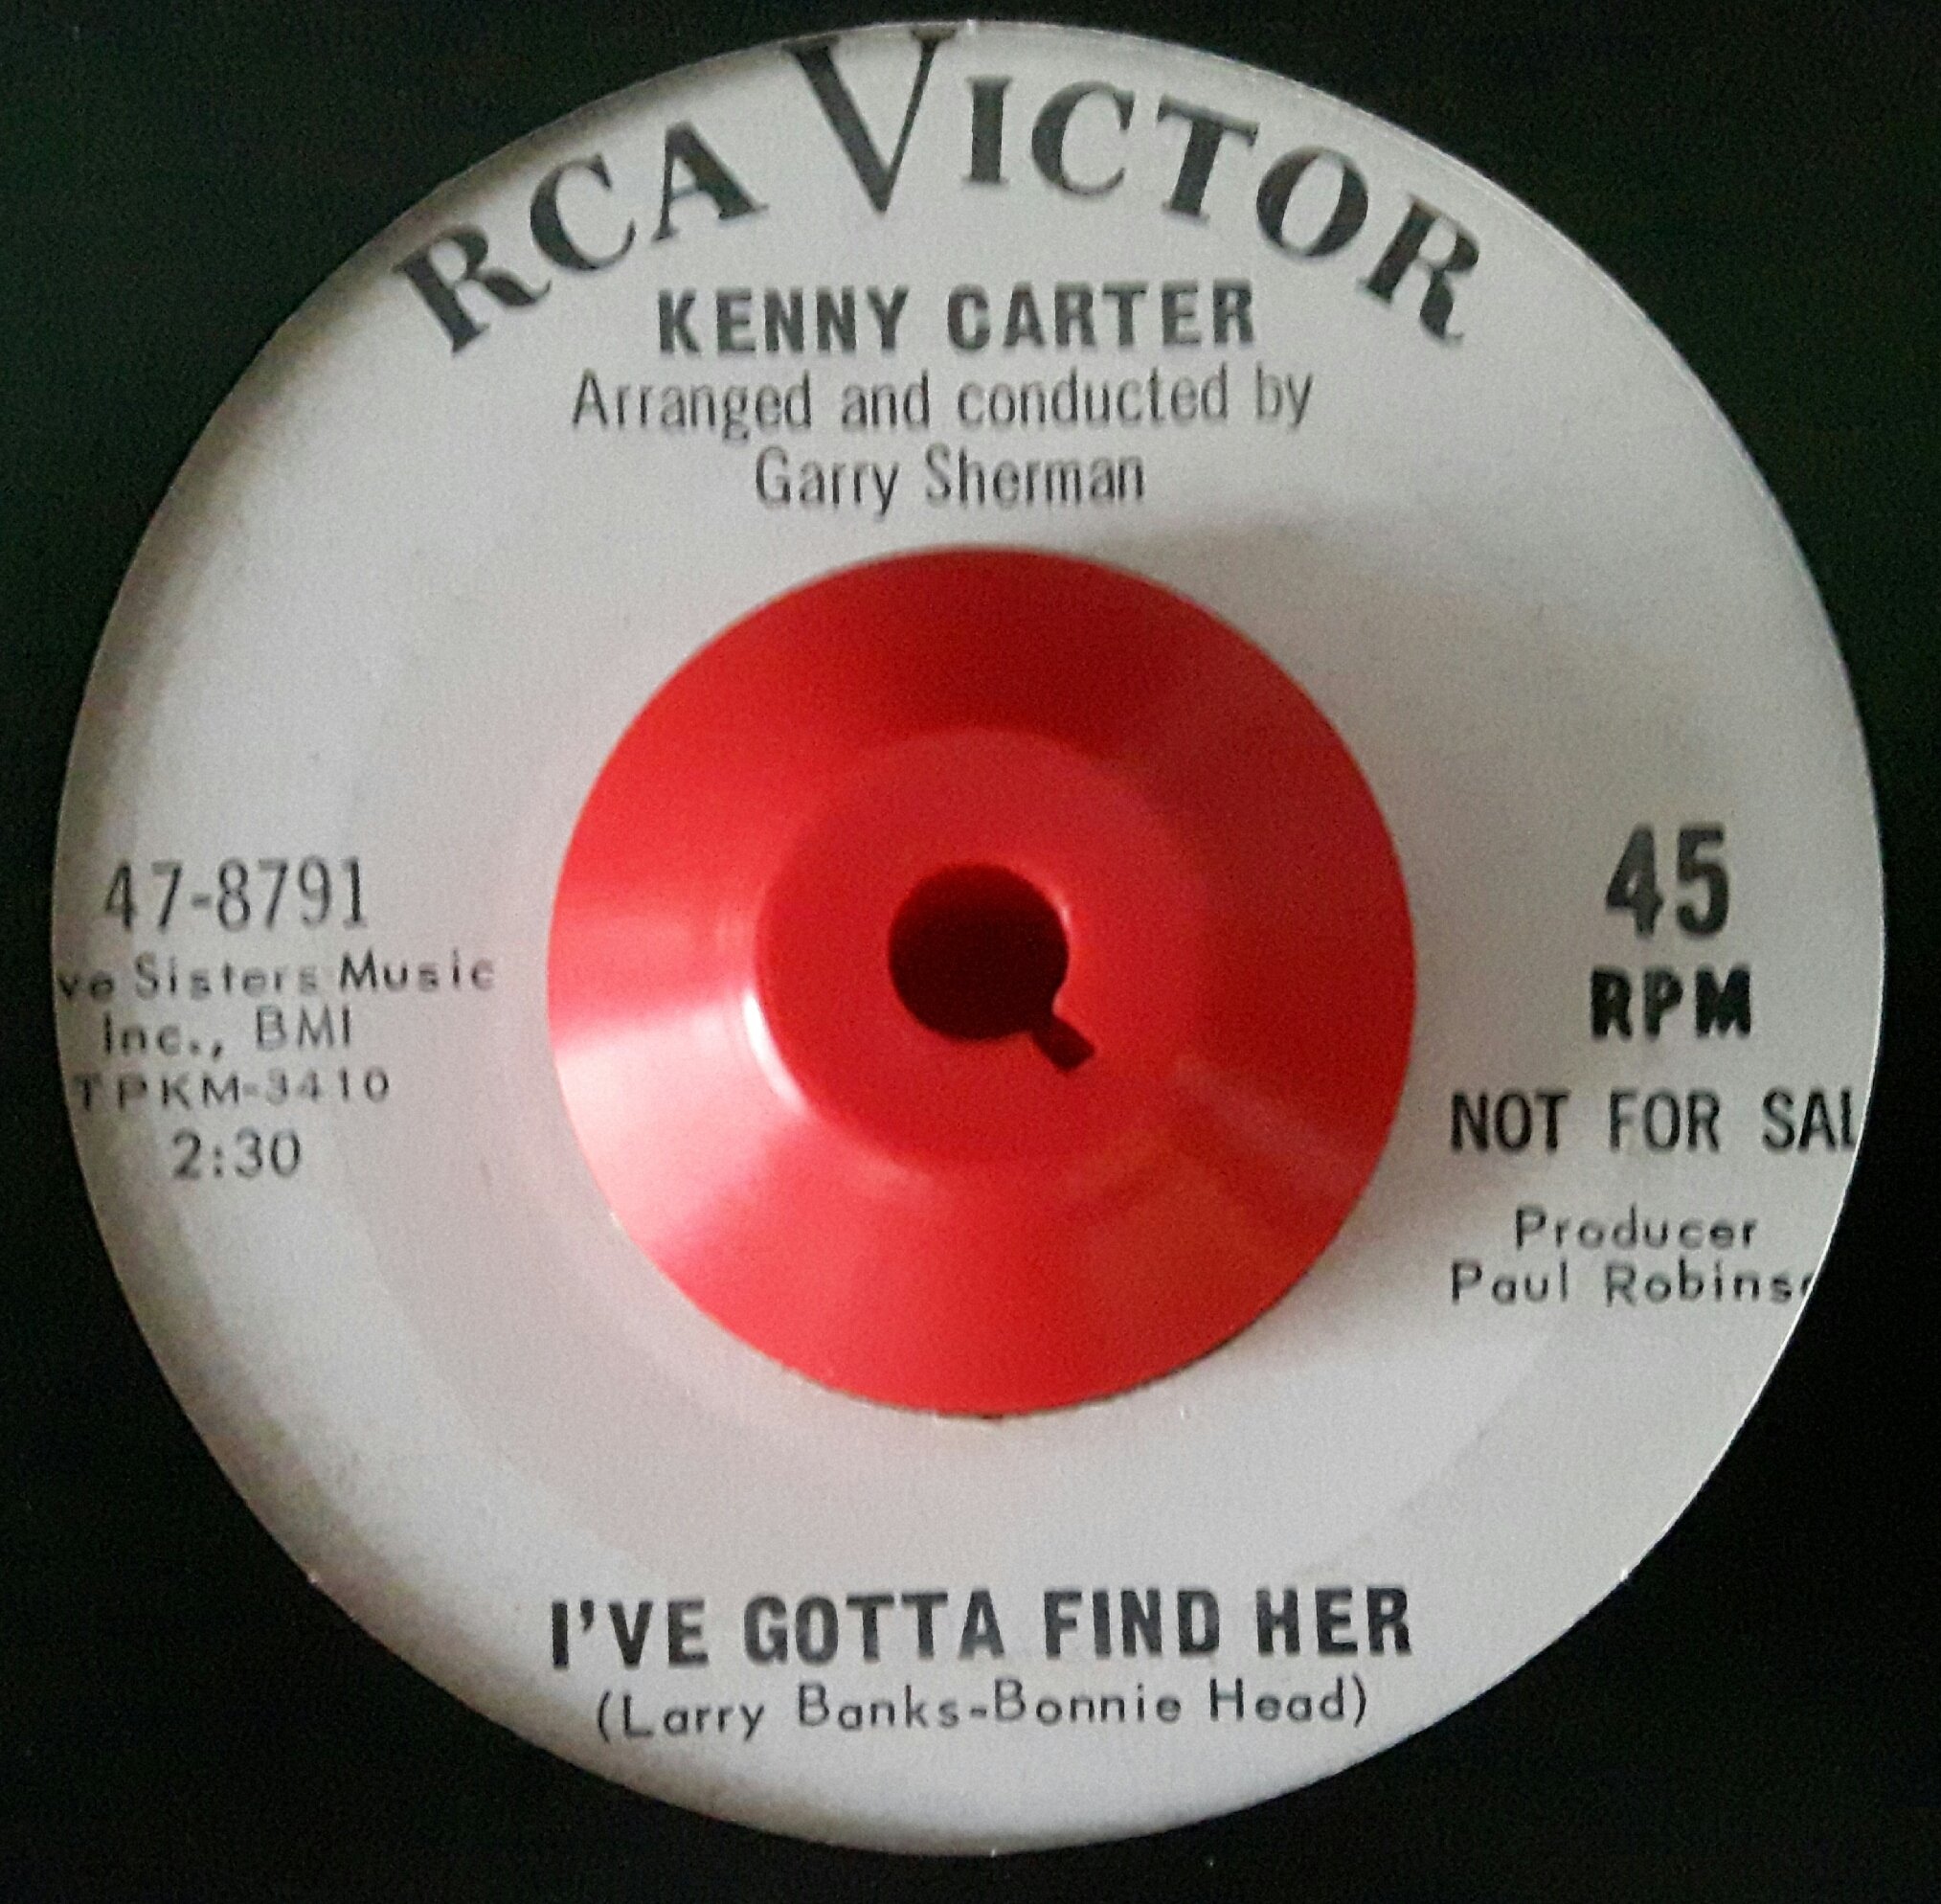 RCA VICTOR
KENNY CARTER
Arranged and conducted by
Garry Sherman
47-8791
ve Sisters Music
Inc., BMI
TPKM-3410
2:30
45
RPM
NOT FOR SAL
Producer
Paul Robins
I'VE GOTTA FIND HER
(Larry Banks-Bonnie Head)